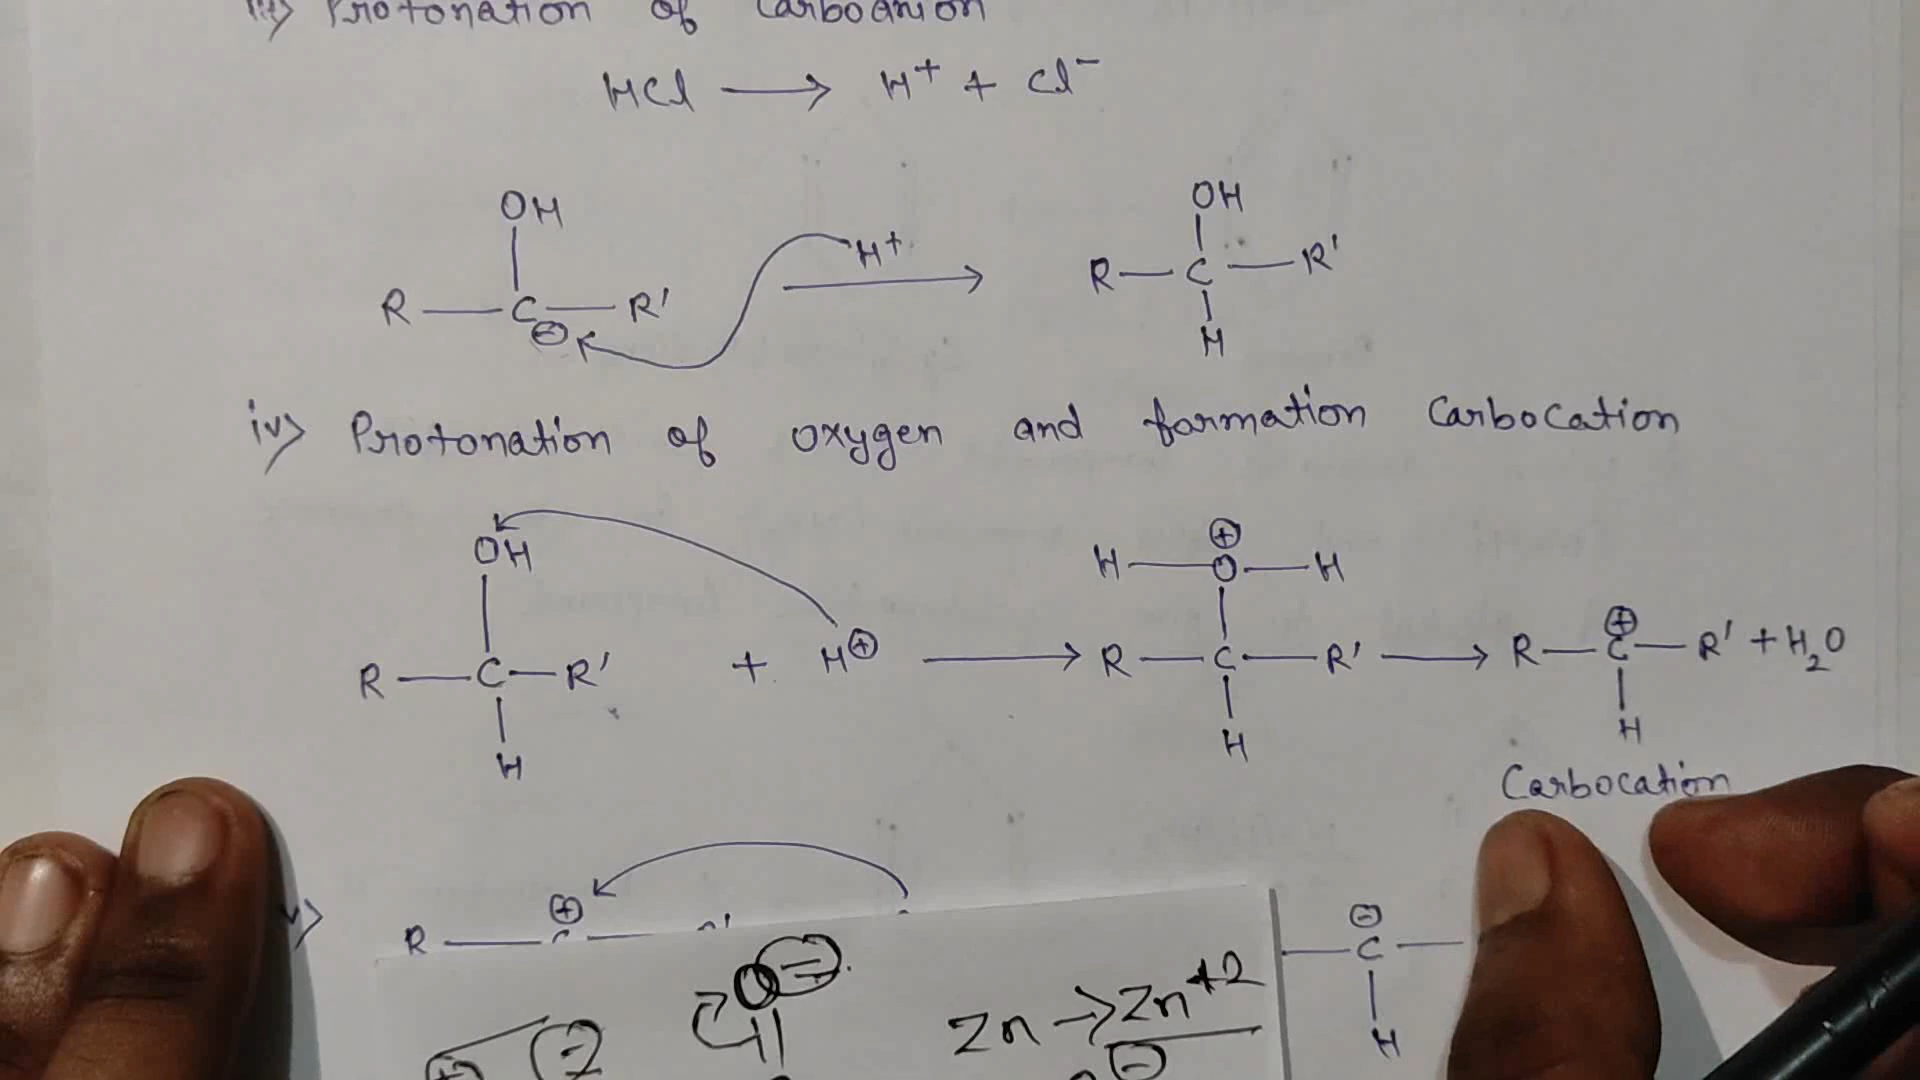 iii) Protonation of Carboanion
HCl ⟶ H⁺ + Cl⁻
OH
R — C — R'
⊖
H⁺
⟶
OH
R — C — R'
H
iv) Protonation of oxygen and formation Carbocation
OH
R — C — R' + H⊕ ⟶
H
⊕
H — O — H
R — C — R' ⟶
H
⊕
R — C — R' + H₂O
H
Carbocation
v) R — C
⊕
⊖
— C —
H
O
Zn → Zn⁺²